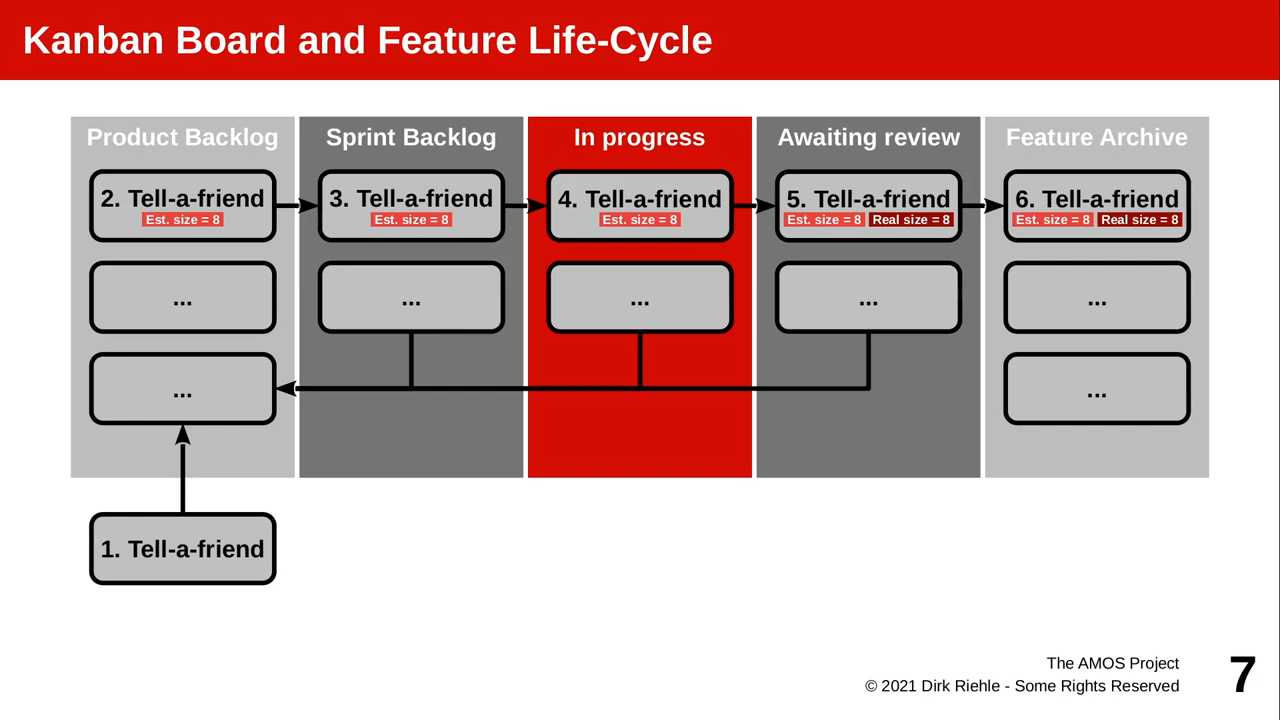 Kanban Board and Feature Life-Cycle
Product Backlog
Sprint Backlog
In progress
Awaiting review
Feature Archive
2. Tell-a-friend
Est. size = 8
3. Tell-a-friend
Est. size = 8
4. Tell-a-friend
Est. size = 8
5. Tell-a-friend
Est. size = 8 Real size = 8
6. Tell-a-friend
Est. size = 8 Real size = 8
...
...
...
...
...
...
...
1. Tell-a-friend
The AMOS Project
© 2021 Dirk Riehle - Some Rights Reserved
7